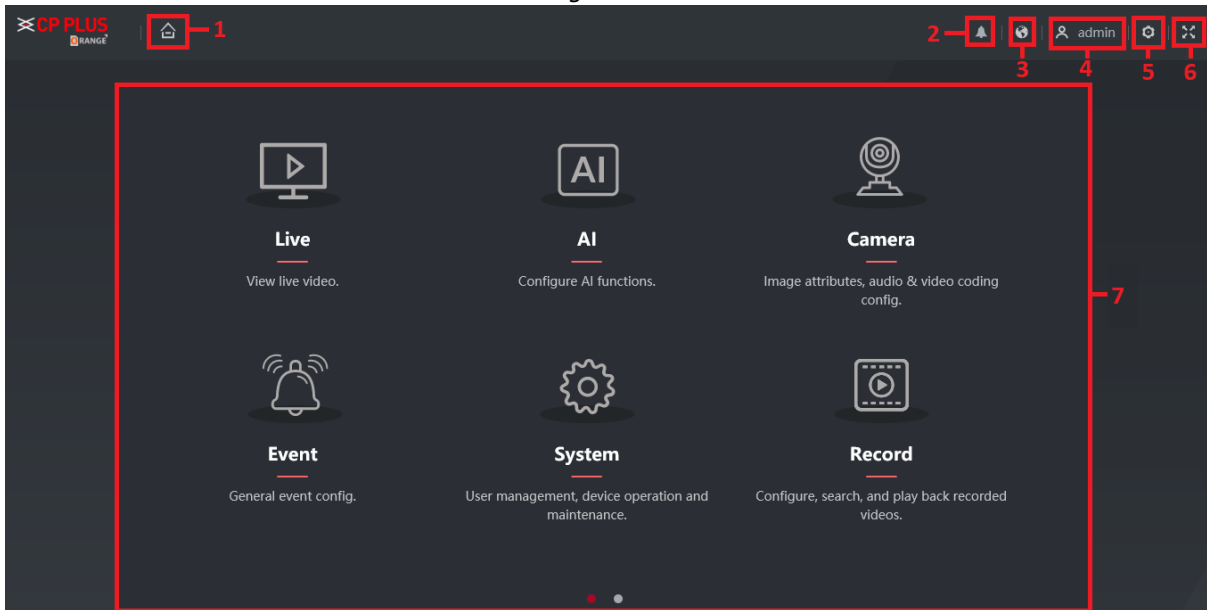 CP PLUS
ORANGE
1
2
3
admin
4
5
6
7
AI
Live
AI
Camera
View live video.
Configure AI functions.
Image attributes, audio & video coding
config.
Event
System
Record
General event config.
User management, device operation and
maintenance.
Configure, search, and play back recorded
videos.